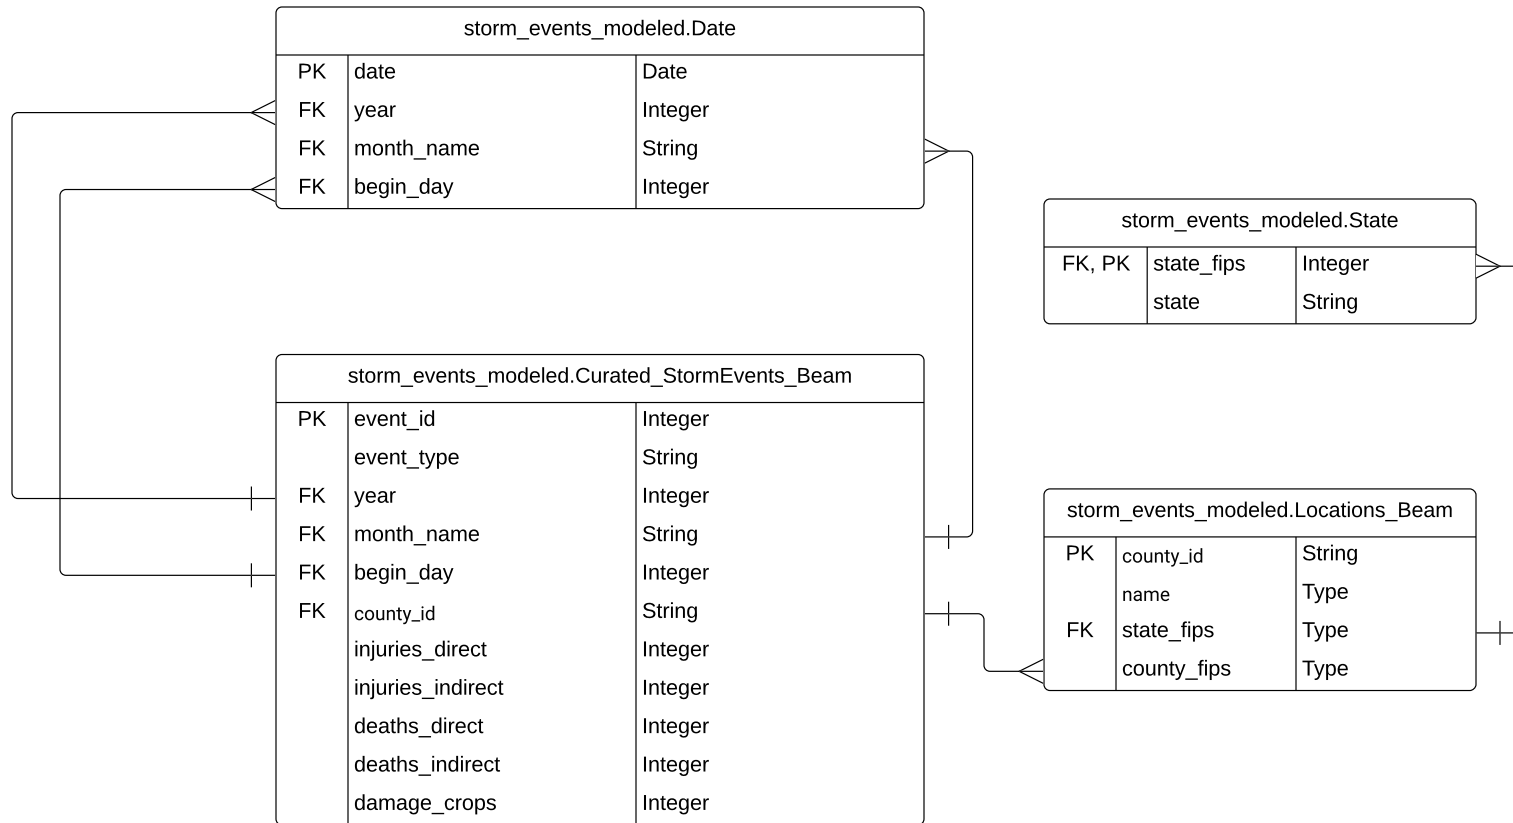 storm_events_modeled.Date
PK date Date
FK year Integer
FK month_name String
FK begin_day Integer
storm_events_modeled.State
FK, PK state_fips Integer
state String
storm_events_modeled.Curated_StormEvents_Beam
PK event_id Integer
event_type String
FK year Integer
FK month_name String
FK begin_day Integer
FK county_id String
injuries_direct Integer
injuries_indirect Integer
deaths_direct Integer
deaths_indirect Integer
damage_crops Integer
storm_events_modeled.Locations_Beam
PK county_id String
name Type
FK state_fips Type
county_fips Type